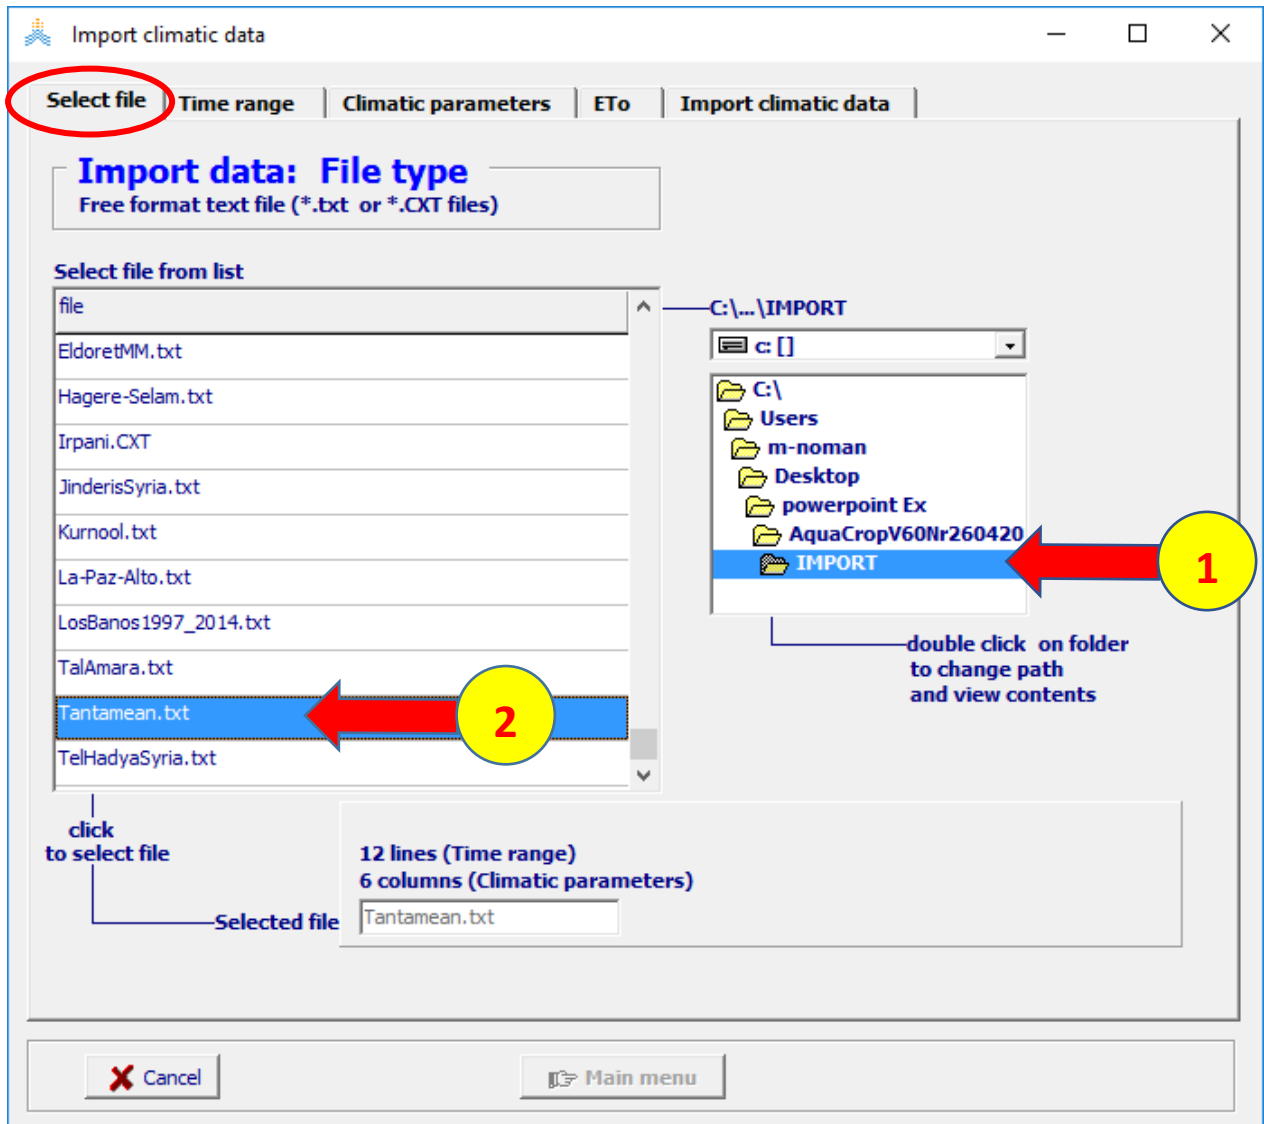 Import climatic data
Select file
Time range
Climatic parameters
ETo
Import climatic data
Import data: File type
Free format text file (*.txt or *.CXT files)
Select file from list
file
EldoretMM.txt
Hagere-Selam.txt
Irpani.CXT
JinderisSyria.txt
Kurnool.txt
La-Paz-Alto.txt
LosBanos1997_2014.txt
TalAmara.txt
Tantamean.txt
2
TelHadyaSyria.txt
C:\...\IMPORT
c: []
C:\
Users
m-noman
Desktop
powerpoint Ex
AquaCropV60Nr260420
IMPORT
1
double click on folder
to change path
and view contents
click
to select file
Selected file
12 lines (Time range)
6 columns (Climatic parameters)
Tantamean.txt
Cancel
Main menu